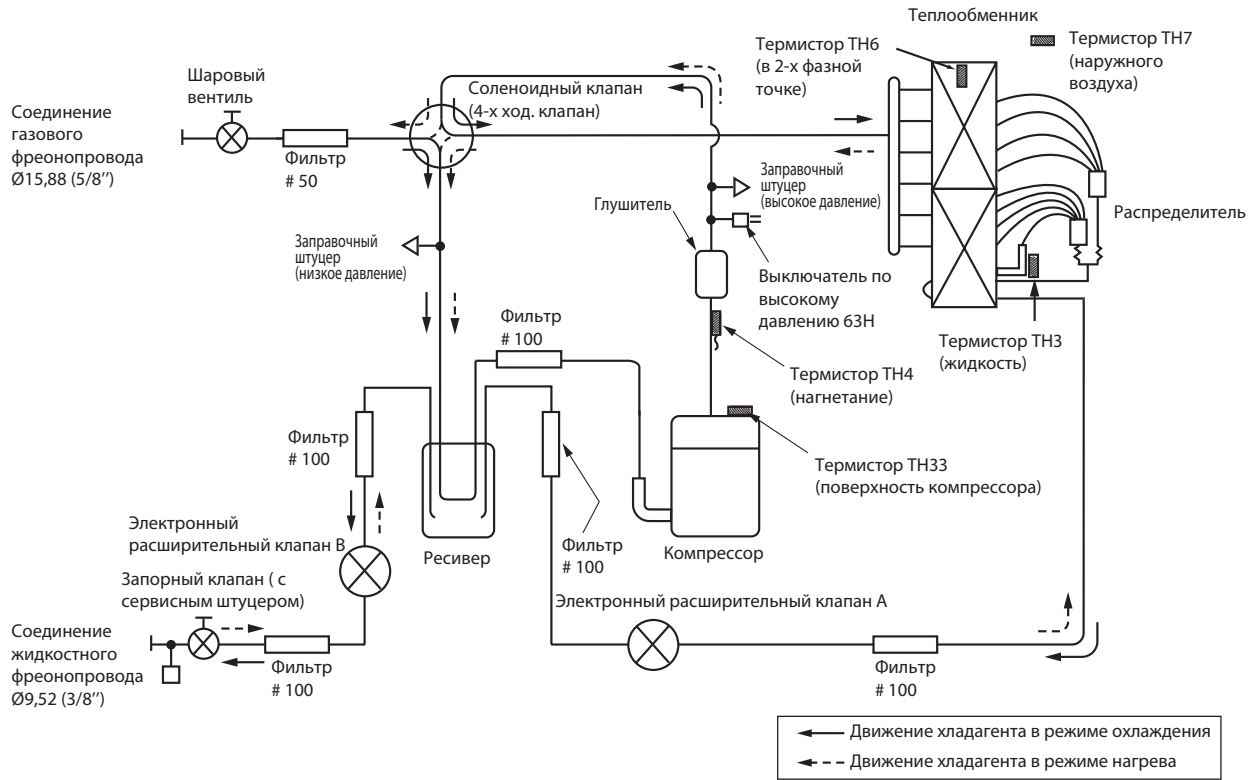 Теплообменник
Термистор TH6
(в 2-х фазной
точке)
Термистор TH7
(наружного
воздуха)
Шаровый
вентиль
Соленоидный клапан
(4-х ход. клапан)
Соединение
газового
фреонопровода
Ø15,88 (5/8’’)
Фильтр
# 50
Заправочный
штуцер
(высокое давление)
Глушитель
Распределитель
Заправочный
штуцер
(низкое давление)
Выключатель по
высокому
давлению 63H
Фильтр
# 100
Термистор TH3
(жидкость)
Термистор TH4
(нагнетание)
Фильтр
# 100
Термистор TH33
(поверхность компрессора)
Электронный
расширительный клапан B
Ресивер
Фильтр
# 100
Компрессор
Запорный клапан ( с
сервисным штуцером)
Электронный расширительный клапан A
Соединение
жидкостного
фреонопровода
Ø9,52 (3/8’’)
Фильтр
# 100
Фильтр
# 100
Движение хладагента в режиме охлаждения
Движение хладагента в режиме нагрева